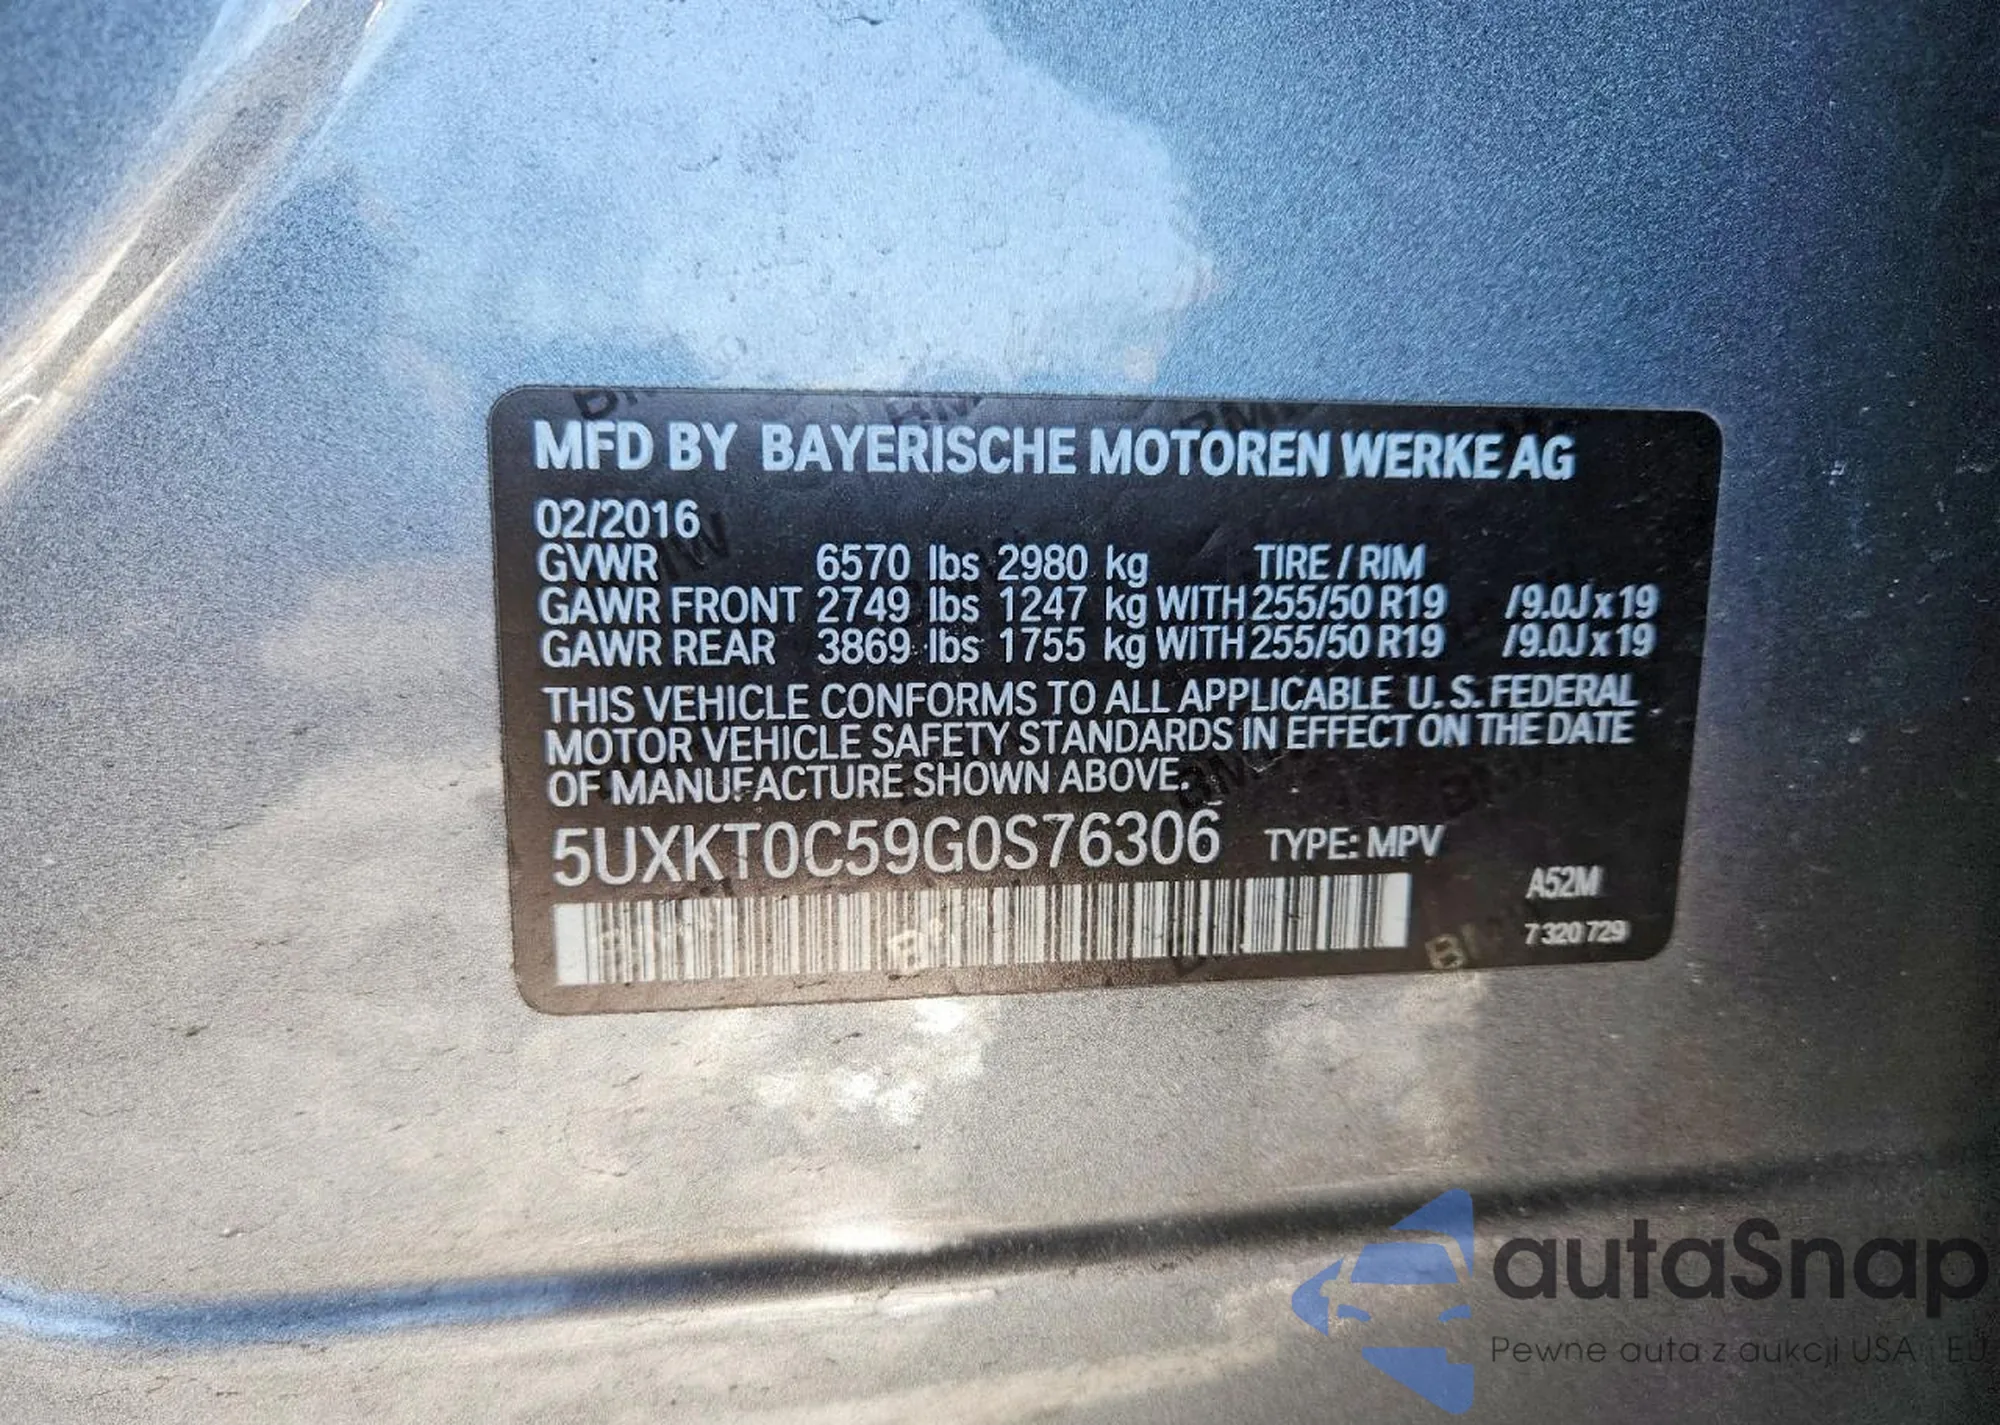 MFD BY BAYERISCHE MOTOREN WERKE AG
02/2016
GVWR 6570 lbs 2980 kg TIRE / RIM
GAWR FRONT 2749 lbs 1247 kg WITH 255/50 R19 /9.0J x 19
GAWR REAR 3869 lbs 1755 kg WITH 255/50 R19 /9.0J x 19
THIS VEHICLE CONFORMS TO ALL APPLICABLE U. S. FEDERAL
MOTOR VEHICLE SAFETY STANDARDS IN EFFECT ON THE DATE
OF MANUFACTURE SHOWN ABOVE.
5UXKT0C59G0S76306 TYPE: MPV
A52M
7 320 729
autaSnap
Pewne auta z aukcji USA i EU